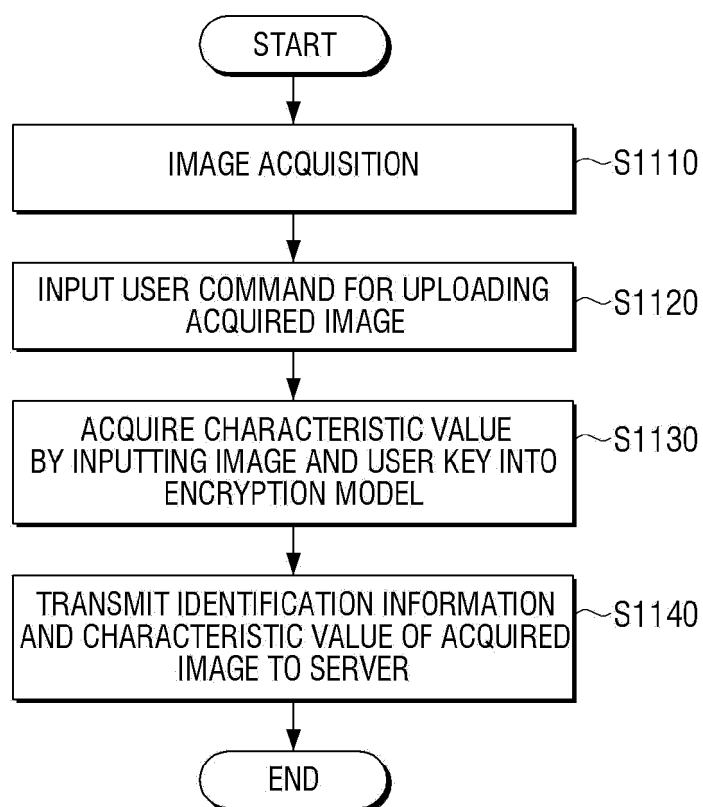 START
IMAGE ACQUISITION
S1110
INPUT USER COMMAND FOR UPLOADING
ACQUIRED IMAGE
S1120
ACQUIRE CHARACTERISTIC VALUE
BY INPUTTING IMAGE AND USER KEY INTO
ENCRYPTION MODEL
S1130
TRANSMIT IDENTIFICATION INFORMATION
AND CHARACTERISTIC VALUE OF ACQUIRED
IMAGE TO SERVER
S1140
END